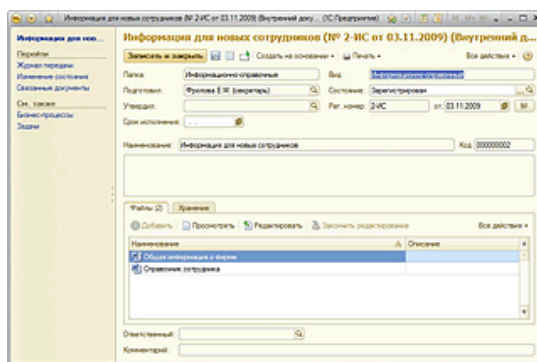 Информация для новых сотрудников (№ 2-ИС от 03.11.2009) (Внутренний доку... (1С:Предприятие)
Информация для нов...
Информация для новых сотрудников (№ 2-ИС от 03.11.2009) (Внутренний д...
Перейти
Журнал передачи
Изменение состояния
Связанные документы
См. также
Бизнес-процессы
Задачи
Записать и закрыть Создать на основании Печать Все действия
Папка: Информационно-справочные Вид: Информационно-справочный
Подготовил: Фролова Е.М. (секретарь) Состояние: Зарегистрирован
Утвердил: Рег. номер: 2-ИС от: 03.11.2009 №
Срок исполнения: . .
Наименование: Информация для новых сотрудников Код: 000000002
Файлы (2) Хранение
Добавить Просмотреть Редактировать Закончить редактирование Все действия
Наименование Описание
Общая информация о фирме
Справочник сотрудника
Ответственный:
Комментарий: